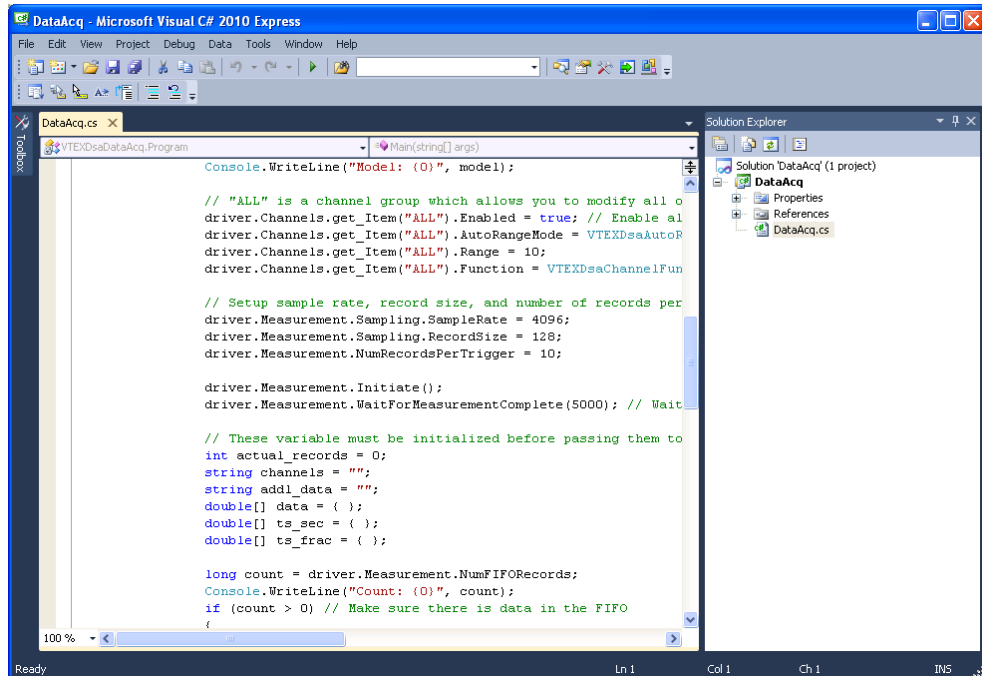 DataAcq - Microsoft Visual C# 2010 Express
File Edit View Project Debug Data Tools Window Help
DataAcq.cs
Solution Explorer
Toolbox
VTEXDsaDataAcq.Program
Main(string[] args)
Console.WriteLine("Model: {0}", model);
// "ALL" is a channel group which allows you to modify all o
driver.Channels.get_Item("ALL").Enabled = true; // Enable al
driver.Channels.get_Item("ALL").AutoRangeMode = VTEXDsaAutoR
driver.Channels.get_Item("ALL").Range = 10;
driver.Channels.get_Item("ALL").Function = VTEXDsaChannelFun
// Setup sample rate, record size, and number of records per
driver.Measurement.Sampling.SampleRate = 4096;
driver.Measurement.Sampling.RecordSize = 128;
driver.Measurement.NumRecordsPerTrigger = 10;
driver.Measurement.Initiate();
driver.Measurement.WaitForMeasurementComplete(5000); // Wait
// These variable must be initialized before passing them to
int actual_records = 0;
string channels = "";
string addl_data = "";
double[] data = { };
double[] ts_sec = { };
double[] ts_frac = { };
long count = driver.Measurement.NumFIFORecords;
Console.WriteLine("Count: {0}", count);
if (count > 0) // Make sure there is data in the FIFO
{
Solution 'DataAcq' (1 project)
DataAcq
Properties
References
DataAcq.cs
100 %
Ready Ln 1 Col 1 Ch 1 INS